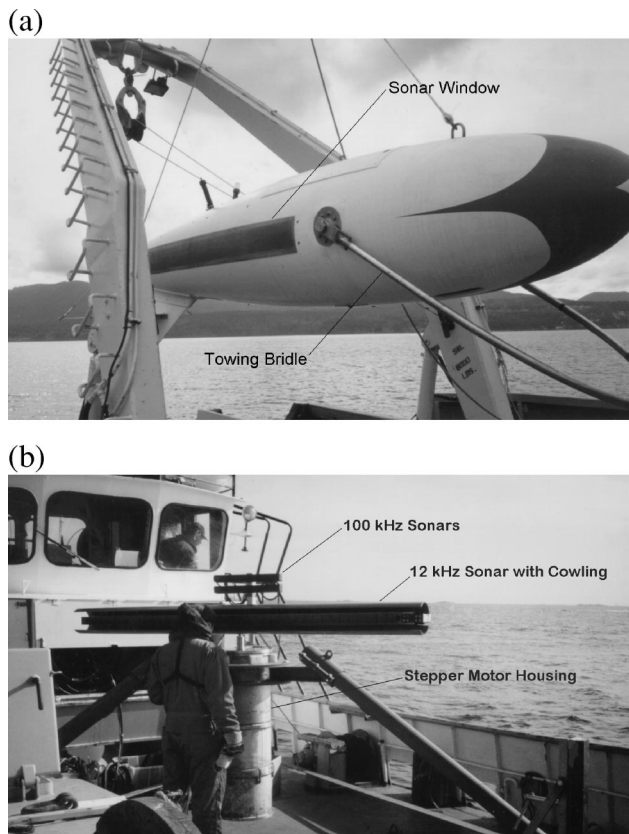 (a)
Sonar Window
Towing Bridle
(b)
100 kHz Sonars
12 kHz Sonar with Cowling
Stepper Motor Housing